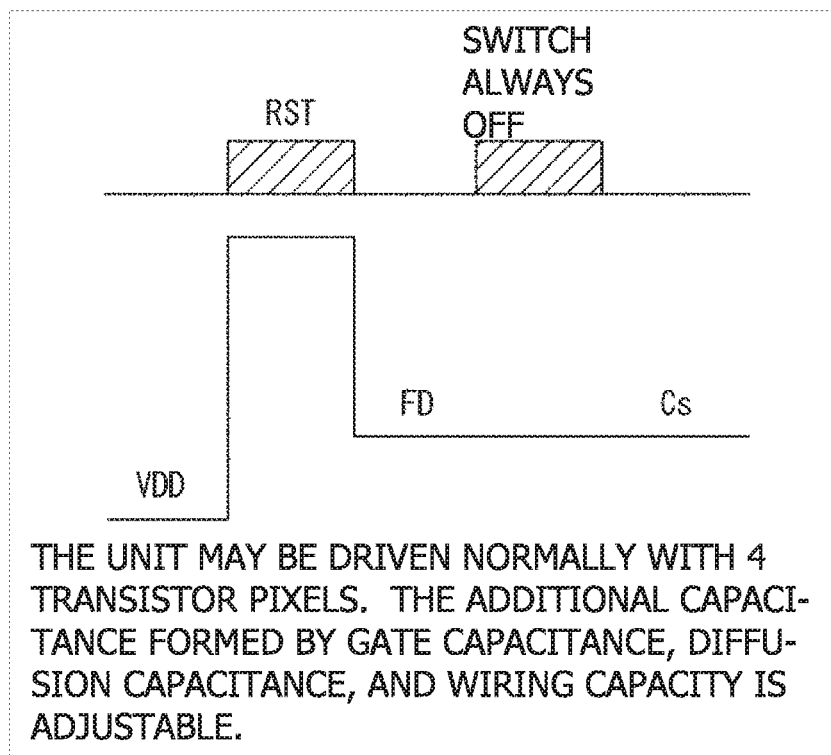 SWITCH
ALWAYS
OFF
RST
FD
Cs
VDD
THE UNIT MAY BE DRIVEN NORMALLY WITH 4
TRANSISTOR PIXELS. THE ADDITIONAL CAPACI-
TANCE FORMED BY GATE CAPACITANCE, DIFFU-
SION CAPACITANCE, AND WIRING CAPACITY IS
ADJUSTABLE.